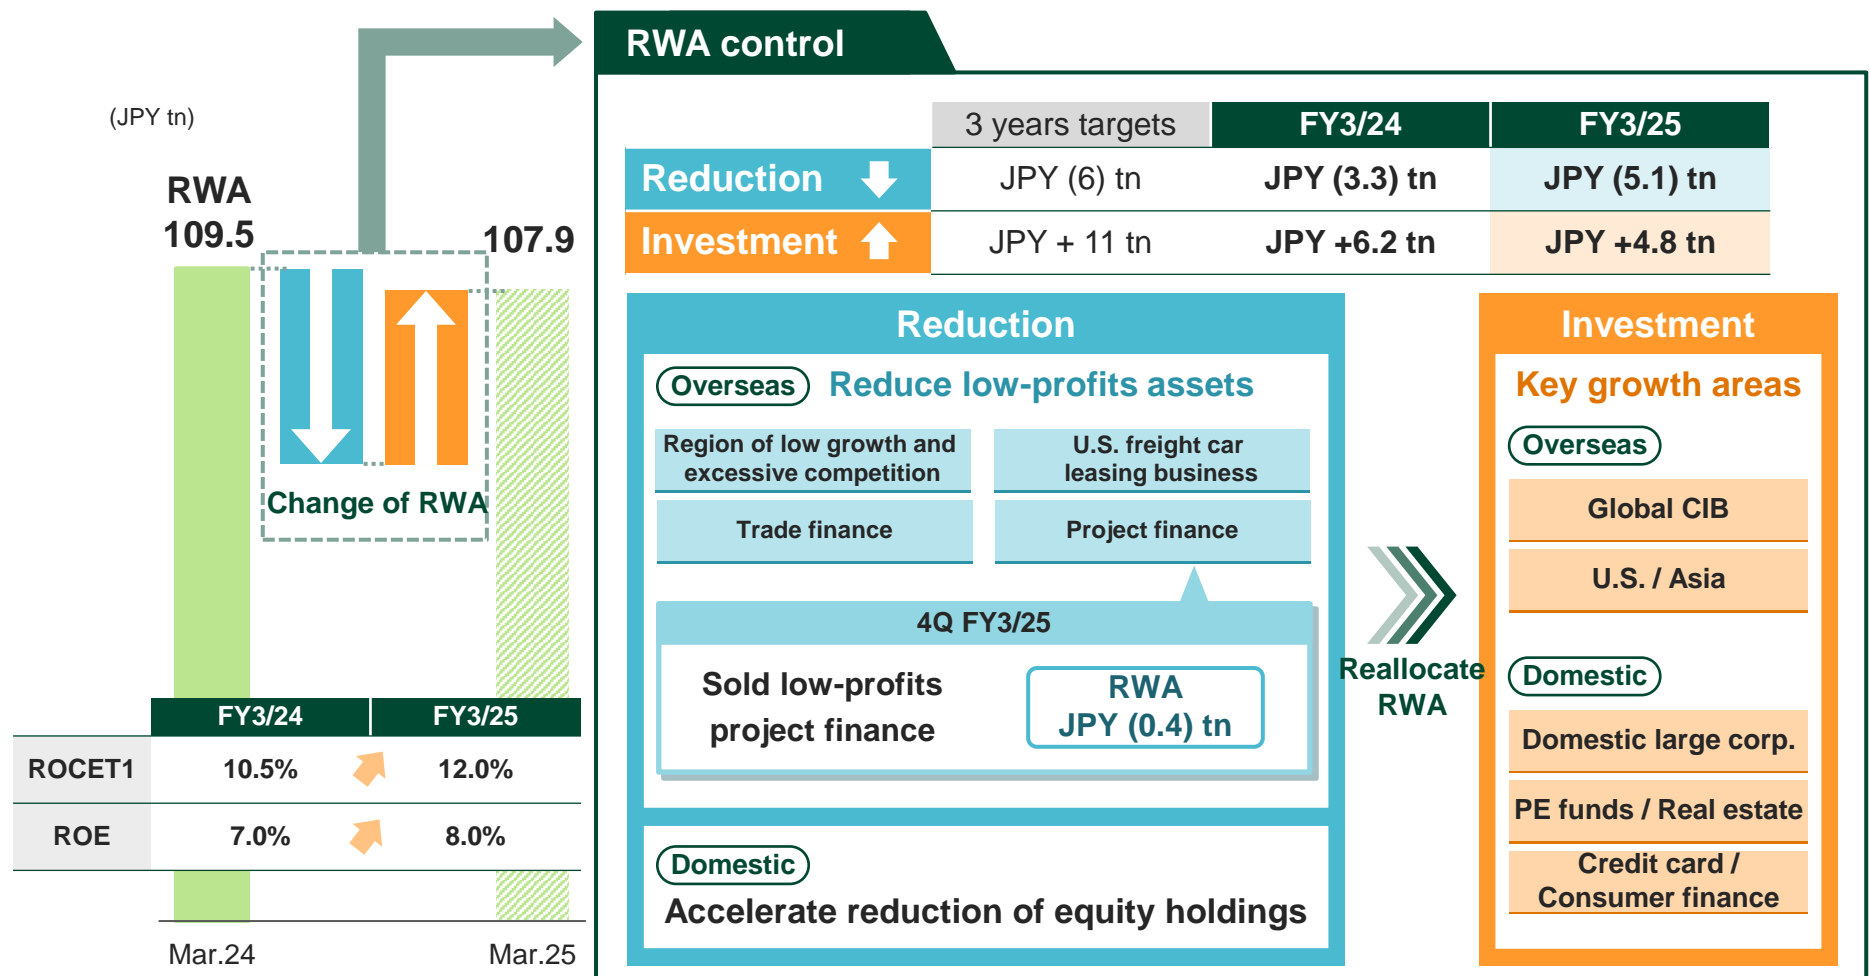 (JPY tn)
RWA
109.5
107.9
Change of RWA
FY3/24 FY3/25
ROCET1 10.5% 12.0%
ROE 7.0% 8.0%
Mar.24 Mar.25
RWA control
3 years targets FY3/24 FY3/25
Reduction JPY (6) tn JPY (3.3) tn JPY (5.1) tn
Investment JPY + 11 tn JPY +6.2 tn JPY +4.8 tn
Reduction
Overseas Reduce low-profits assets
Region of low growth and
excessive competition
U.S. freight car
leasing business
Trade finance
Project finance
4Q FY3/25
Sold low-profits
project finance
RWA
JPY (0.4) tn
Domestic
Accelerate reduction of equity holdings
Reallocate
RWA
Investment
Key growth areas
Overseas
Global CIB
U.S. / Asia
Domestic
Domestic large corp.
PE funds / Real estate
Credit card /
Consumer finance